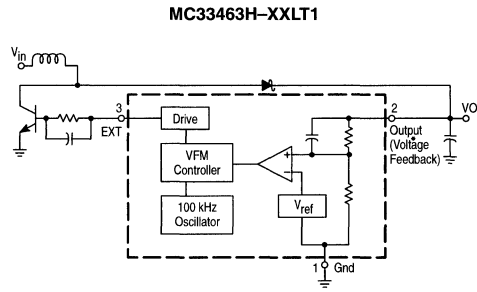 MC33463H–XXLT1
Vin
3
EXT
Drive
VFM
Controller
100 kHz
Oscillator
+
−
Vref
2
VO
Output
(Voltage
Feedback)
1
Gnd